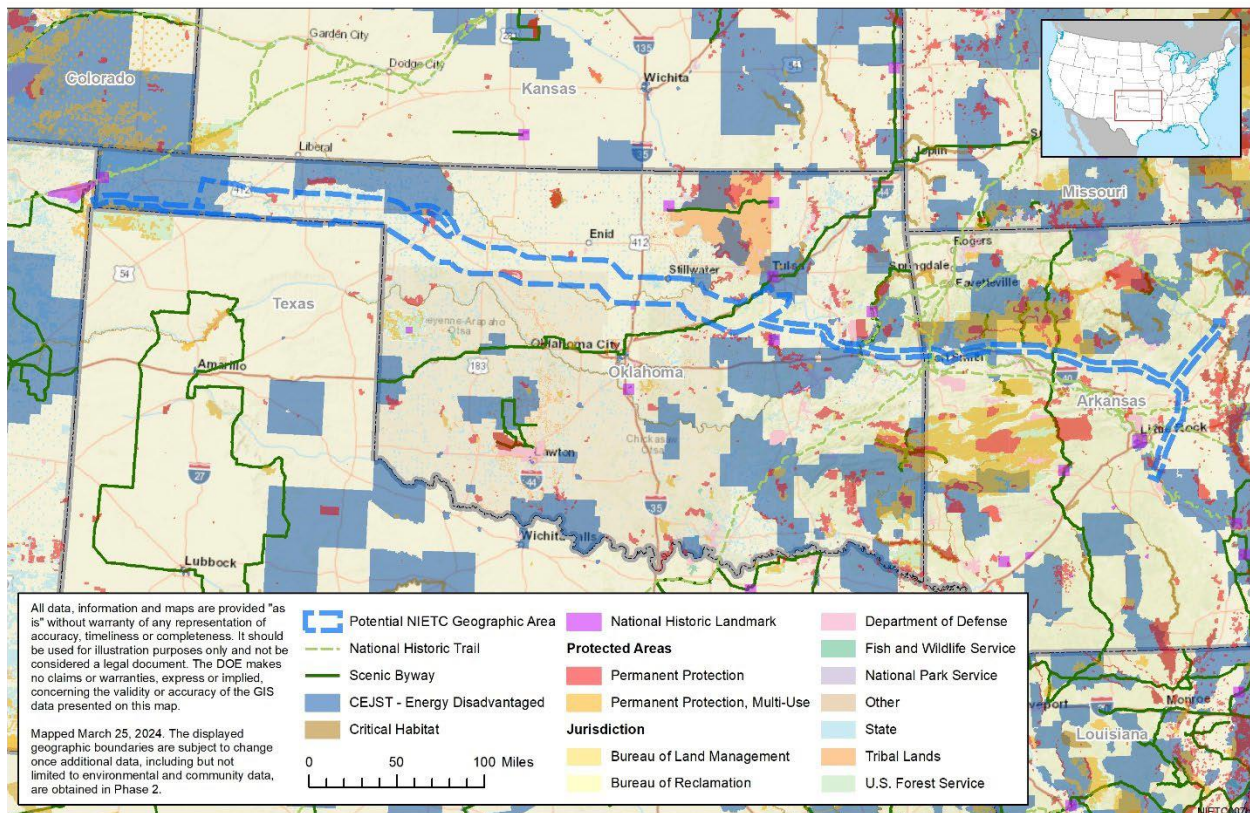 Garden City
Dodge City
Colorado
Kansas
135
Wichita
Liberal
35
Joplin
44
Missouri
412
Enid
412
Rogers
Stillwater
Tulsa
Springdale
Fayetteville
54
Texas
Oklahoma City
Oklahoma
Amarillo
183
40
Arkansas
Little Rock
Lawton
44
27
35
Wichita Falls
Lubbock
Monroe
Louisiana
All data, information and maps are provided "as
is" without warranty of any representation of
accuracy, timeliness or completeness. It should
be used for illustration purposes only and not be
considered a legal document. The DOE makes
no claims or warranties, express or implied,
concerning the validity or accuracy of the GIS
data presented on this map.
Mapped March 25, 2024. The displayed
geographic boundaries are subject to change
once additional data, including but not
limited to environmental and community data,
are obtained in Phase 2.
Potential NIETC Geographic Area
National Historic Trail
Scenic Byway
CEJST - Energy Disadvantaged
Critical Habitat
0 50 100 Miles
National Historic Landmark
Protected Areas
Permanent Protection
Permanent Protection, Multi-Use
Jurisdiction
Bureau of Land Management
Bureau of Reclamation
Department of Defense
Fish and Wildlife Service
National Park Service
Other
State
Tribal Lands
U.S. Forest Service